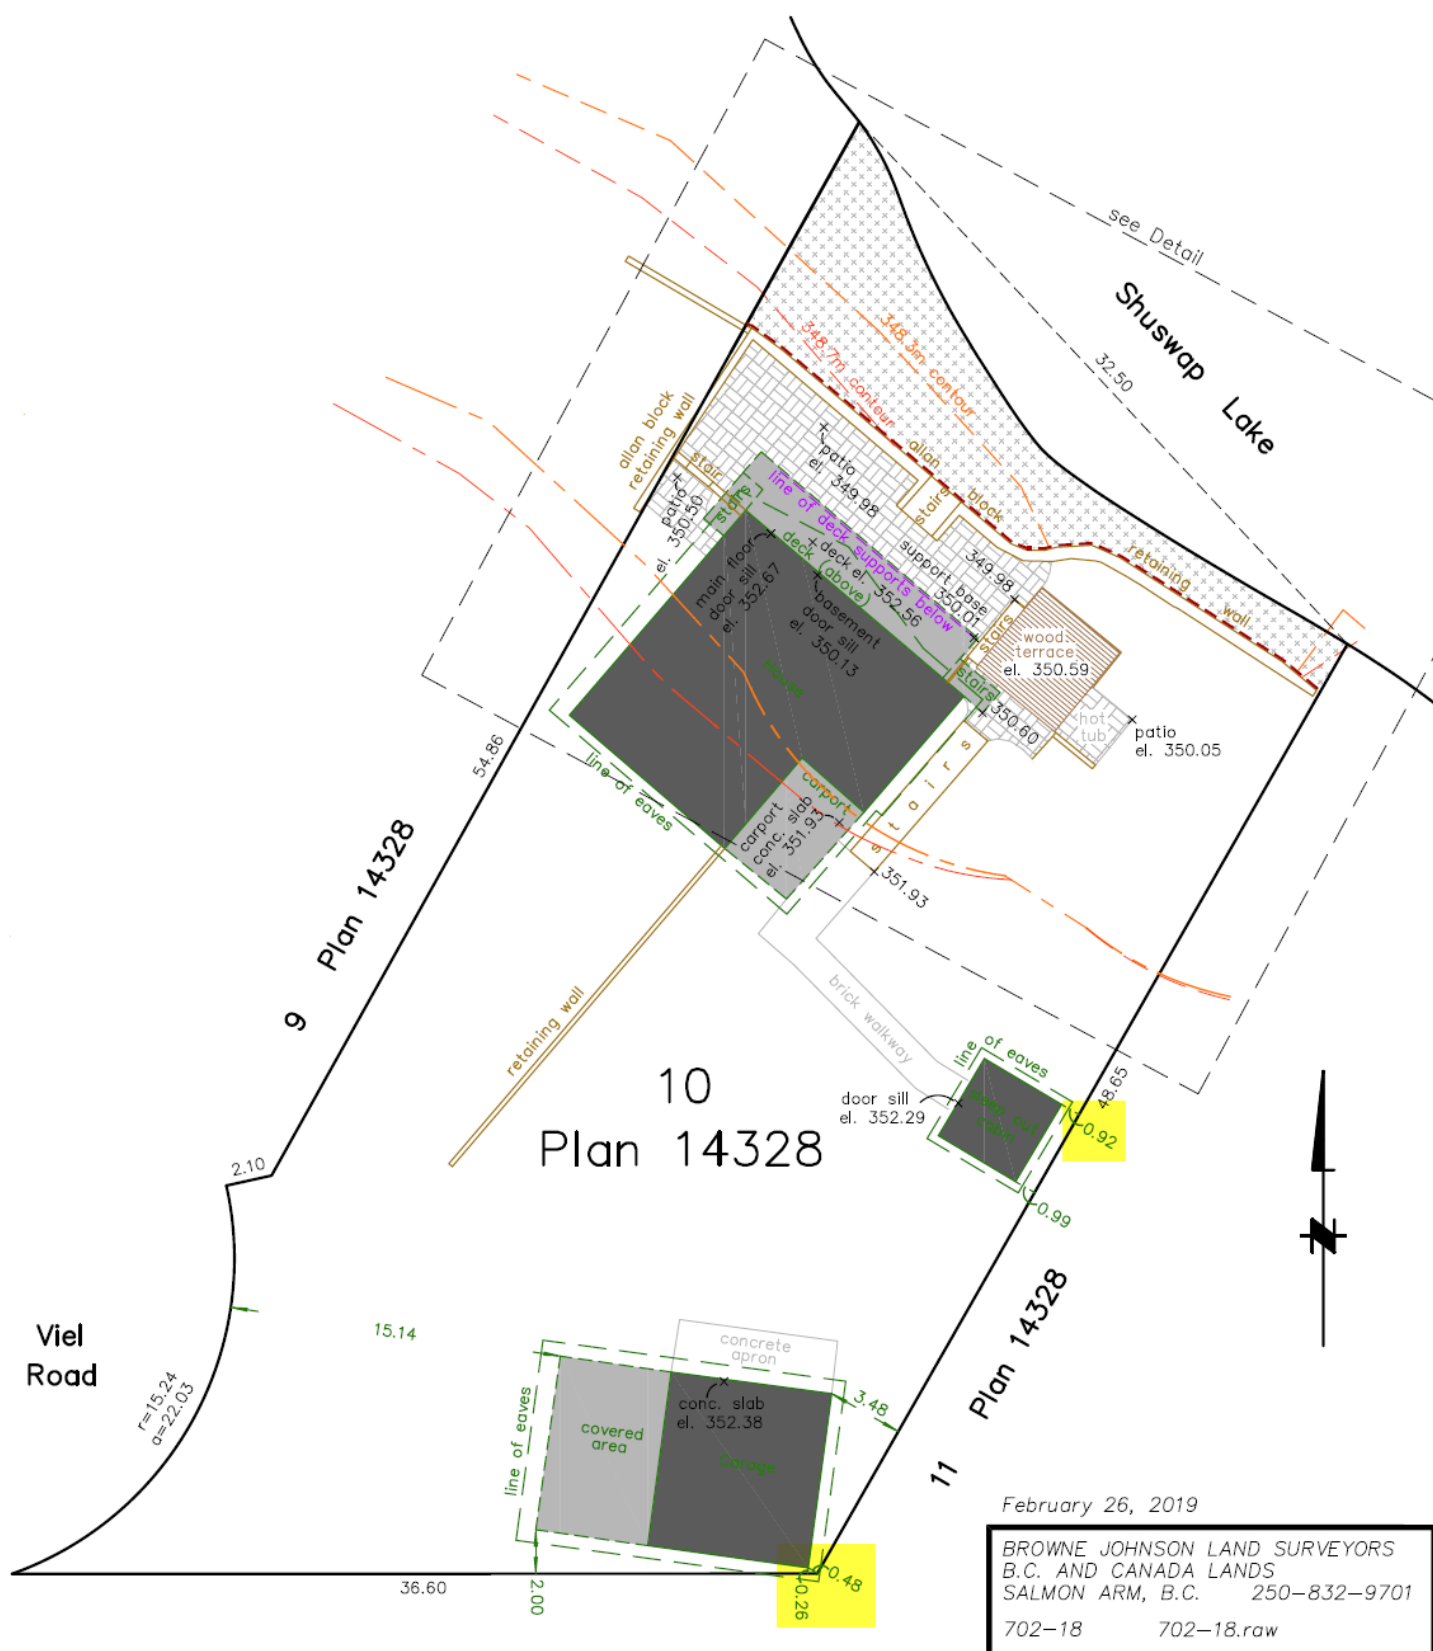 see Detail
Shuswap Lake
32.50
348.3m contour
348.7m contour
allan block
retaining wall
allan
block
retaining
wall
stair
stairs
patio
el. 349.98
patio
el. 350.50
stairs
line of deck supports below
deck (above)
deck el. 352.56
support base
350.01
349.98
main floor
door sill
el. 352.67
basement
door sill
el. 350.13
House
stairs
wood
terrace
el. 350.59
stairs
350.60
hot
tub
patio
el. 350.05
stairs
carport
carport
conc. slab
351.93
el.
351.93
line of eaves
54.86
9 Plan 14328
retaining wall
brick walkway
line of eaves
door sill
el. 352.29
cabin
out
48.65
0.92
0.99
10
Plan 14328
2.10
Viel
Road
r=15.24
a=22.03
15.14
concrete
apron
conc. slab
el. 352.38
covered
area
Garage
line of eaves
3.48
11 Plan 14328
36.60
2.00
0.26
0.48
February 26, 2019
BROWNE JOHNSON LAND SURVEYORS
B.C. AND CANADA LANDS
SALMON ARM, B.C. 250-832-9701
702-18 702-18.raw